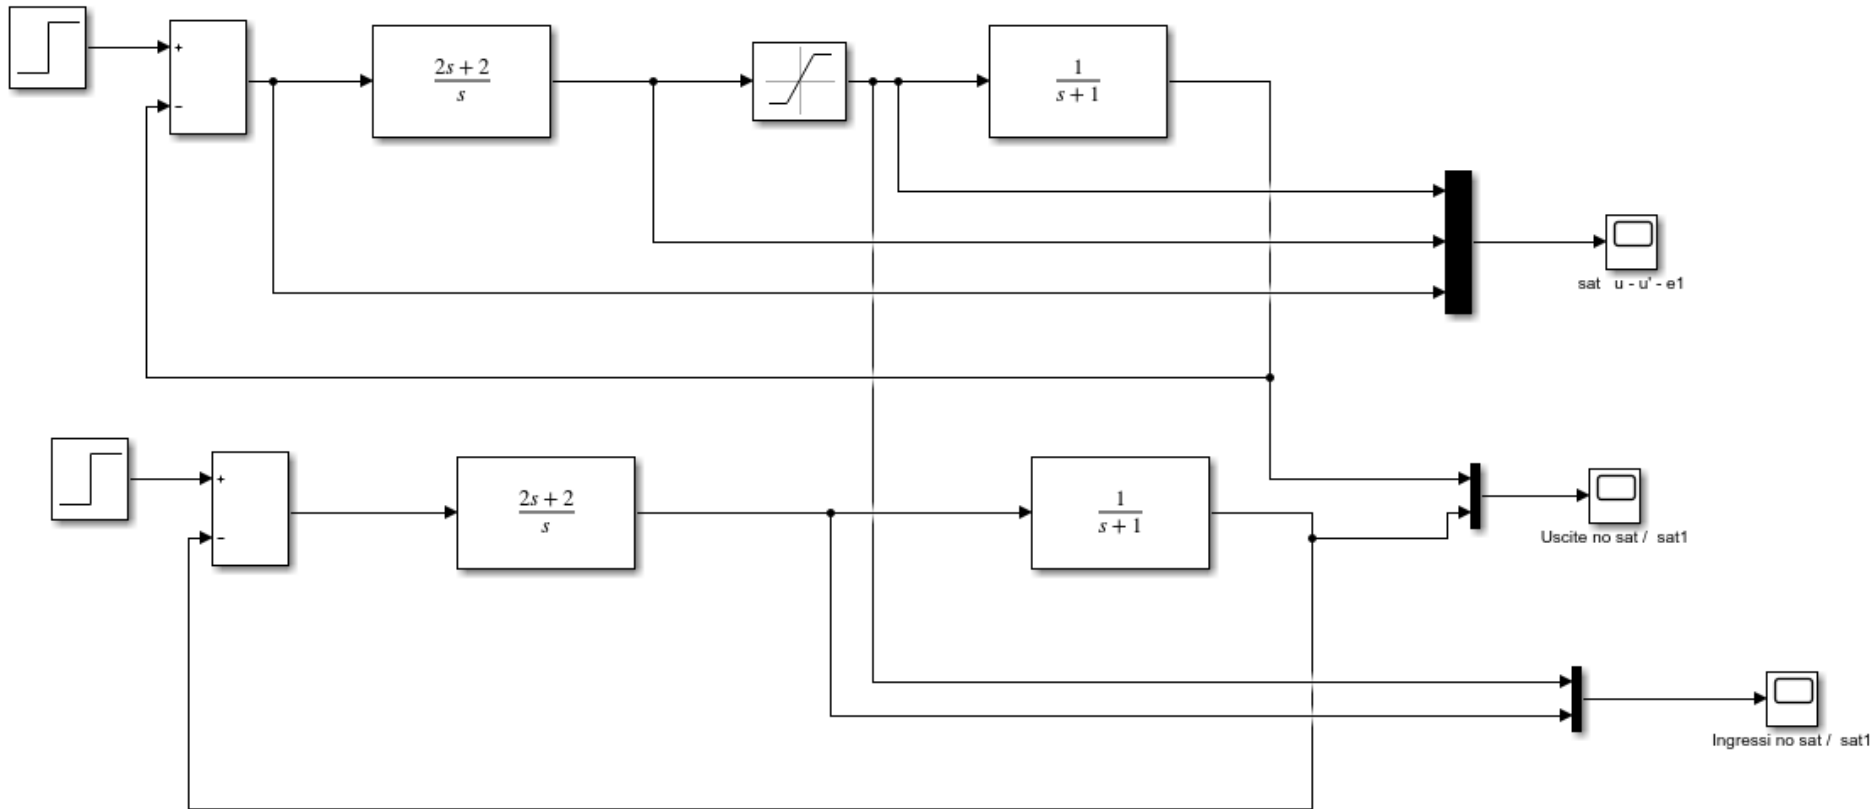 +
-
2s + 2
s
1
s + 1
sat u - u' - e1
+
-
2s + 2
s
1
s + 1
Uscite no sat / sat1
Ingressi no sat / sat1